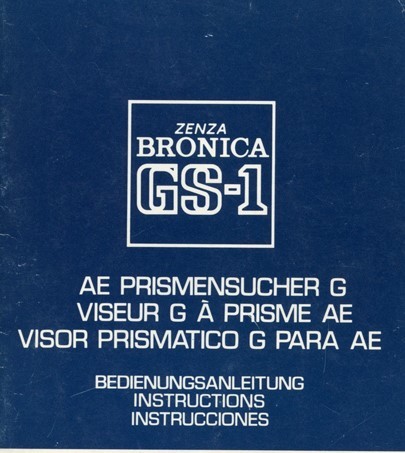 ZENZA
BRONICA
GS-1
AE PRISMENSUCHER G
VISEUR G À PRISME AE
VISOR PRISMATICO G PARA AE
BEDIENUNGSANLEITUNG
INSTRUCTIONS
INSTRUCCIONES